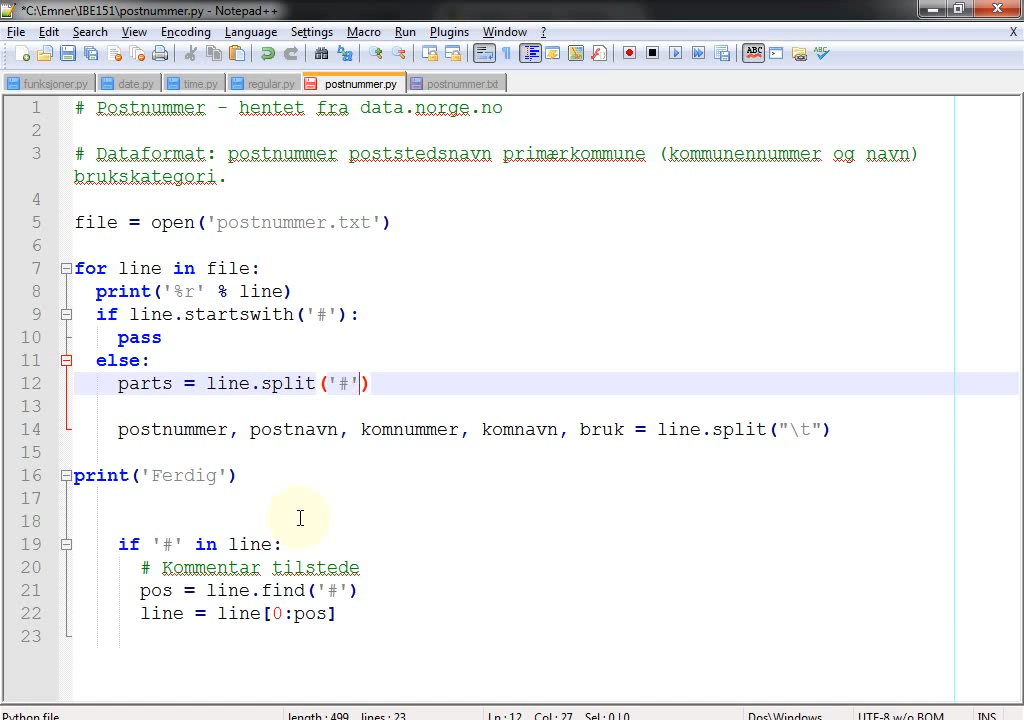 *C:\Emner\IBE151\postnummer.py - Notepad++
File Edit Search View Encoding Language Settings Macro Run Plugins Window ? X
funksjoner.py date.py time.py regular.py postnummer.py postnummer.txt
1 # Postnummer - hentet fra data.norge.no
2
3 # Dataformat: postnummer poststedsnavn primærkommune (kommunennummer og navn)
brukskategori.
4
5 file = open('postnummer.txt')
6
7 for line in file:
8 print('%r' % line)
9 if line.startswith('#'):
10 pass
11 else:
12 parts = line.split('#')
13
14 postnummer, postnavn, komnummer, komnavn, bruk = line.split("\t")
15
16 print('Ferdig')
17
18
19 if '#' in line:
20 # Kommentar tilstede
21 pos = line.find('#')
22 line = line[0:pos]
23
Python file length : 499 lines : 23 Ln : 12 Col : 27 Sel : 0 | 0 Dos\Windows UTF-8 w/o BOM INS